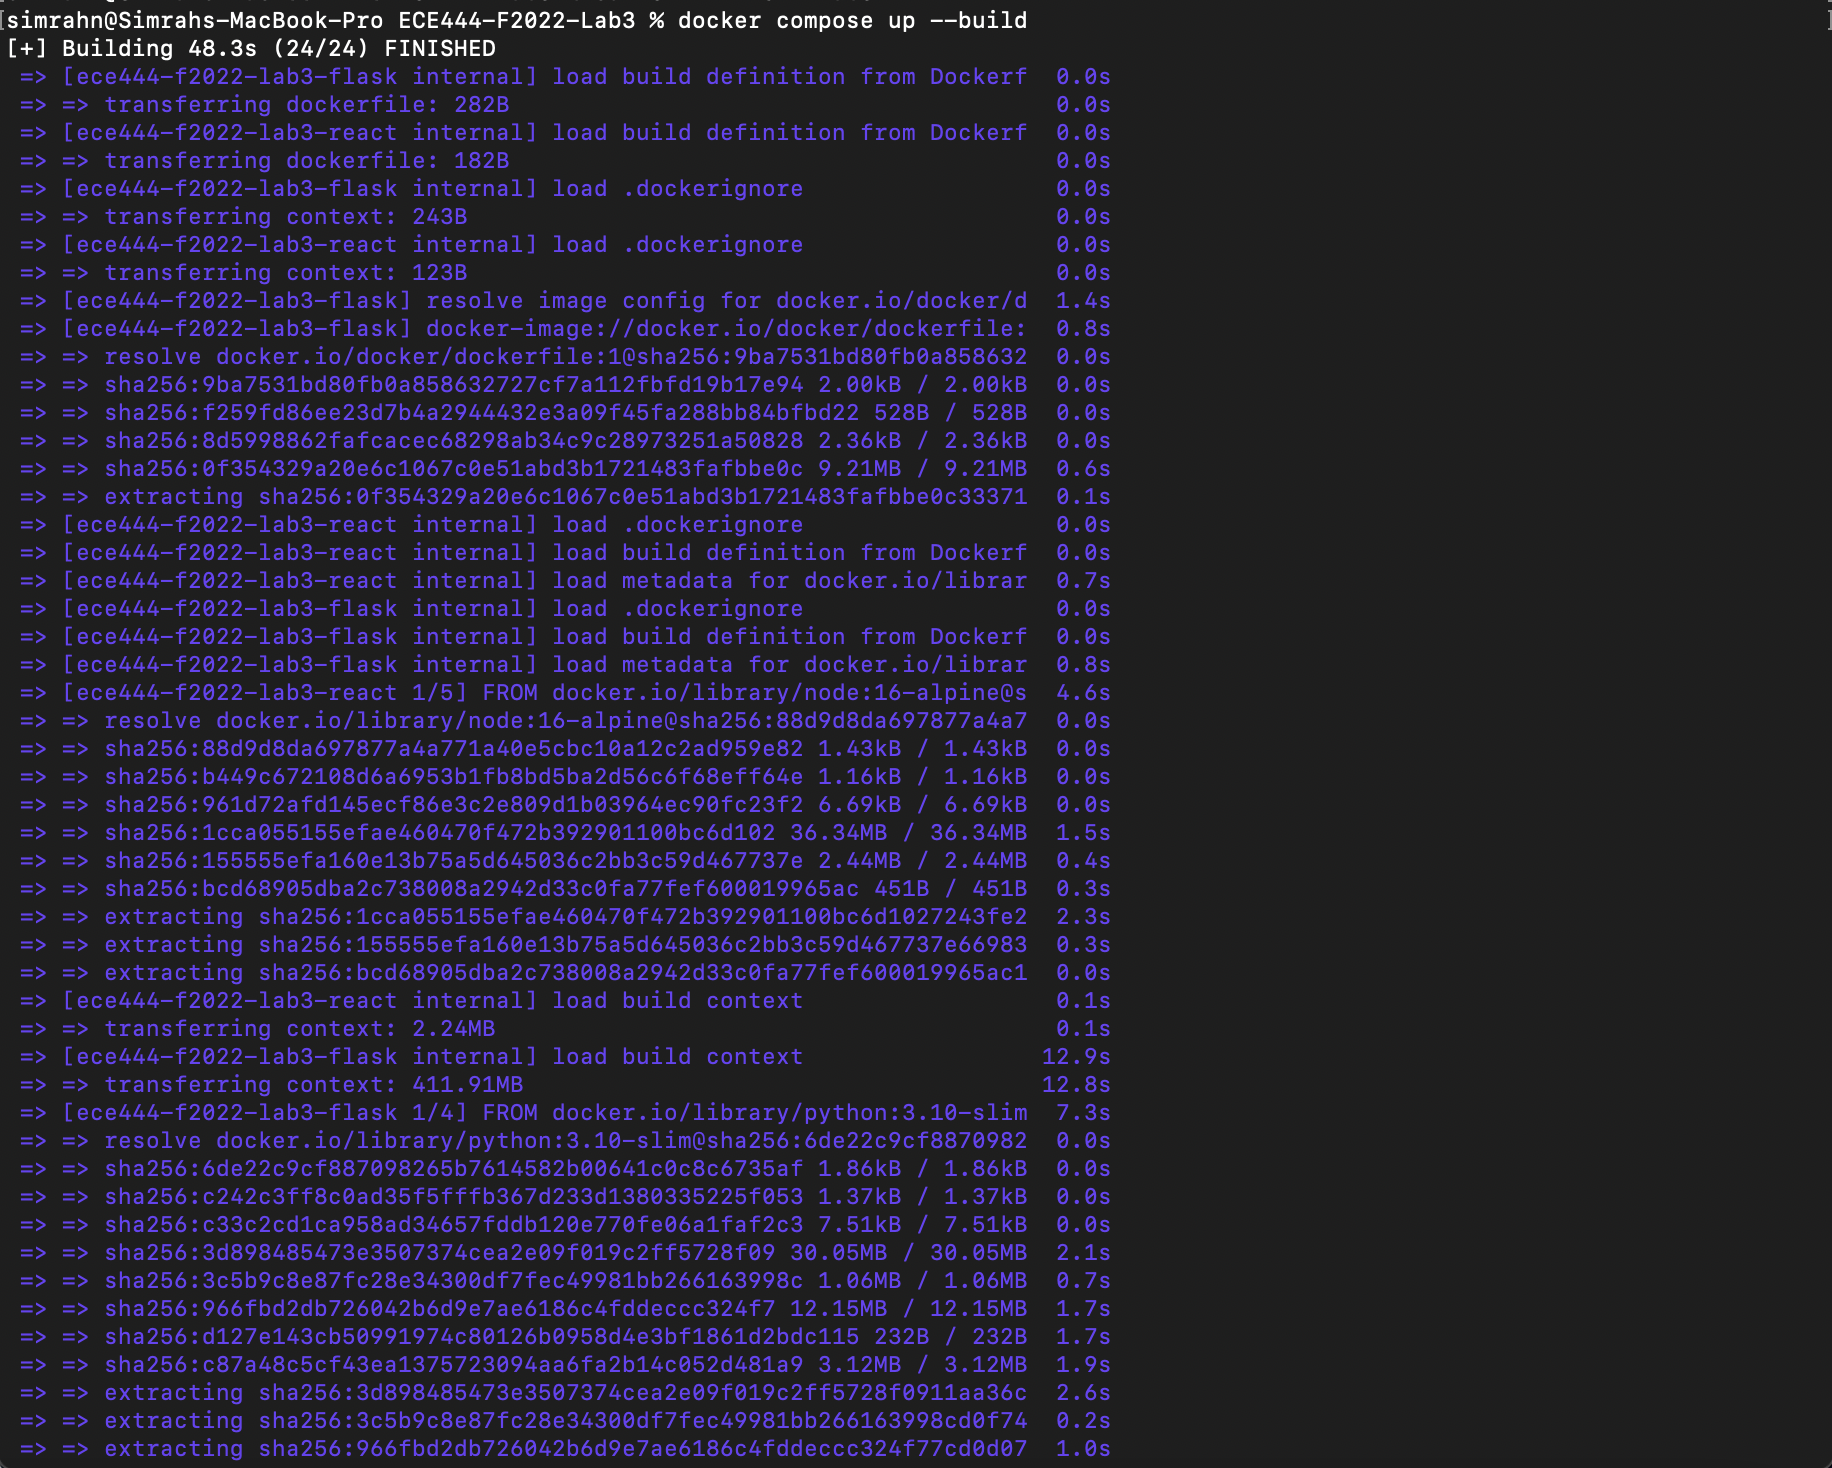 simrahn@Simrahs-MacBook-Pro ECE444-F2022-Lab3 % docker compose up --build
[+] Building 48.3s (24/24) FINISHED
=> [ece444-f2022-lab3-flask internal] load build definition from Dockerf 0.0s
=> => transferring dockerfile: 282B 0.0s
=> [ece444-f2022-lab3-react internal] load build definition from Dockerf 0.0s
=> => transferring dockerfile: 182B 0.0s
=> [ece444-f2022-lab3-flask internal] load .dockerignore 0.0s
=> => transferring context: 243B 0.0s
=> [ece444-f2022-lab3-react internal] load .dockerignore 0.0s
=> => transferring context: 123B 0.0s
=> [ece444-f2022-lab3-flask] resolve image config for docker.io/docker/d 1.4s
=> [ece444-f2022-lab3-flask] docker-image://docker.io/docker/dockerfile: 0.8s
=> => resolve docker.io/docker/dockerfile:1@sha256:9ba7531bd80fb0a858632 0.0s
=> => sha256:9ba7531bd80fb0a858632727cf7a112fbfd19b17e94 2.00kB / 2.00kB 0.0s
=> => sha256:f259fd86ee23d7b4a2944432e3a09f45fa288bb84bfbd22 528B / 528B 0.0s
=> => sha256:8d5998862fafcacec68298ab34c9c28973251a50828 2.36kB / 2.36kB 0.0s
=> => sha256:0f354329a20e6c1067c0e51abd3b1721483fafbbe0c 9.21MB / 9.21MB 0.6s
=> => extracting sha256:0f354329a20e6c1067c0e51abd3b1721483fafbbe0c33371 0.1s
=> [ece444-f2022-lab3-react internal] load .dockerignore 0.0s
=> [ece444-f2022-lab3-react internal] load build definition from Dockerf 0.0s
=> [ece444-f2022-lab3-react internal] load metadata for docker.io/librar 0.7s
=> [ece444-f2022-lab3-flask internal] load .dockerignore 0.0s
=> [ece444-f2022-lab3-flask internal] load build definition from Dockerf 0.0s
=> [ece444-f2022-lab3-flask internal] load metadata for docker.io/librar 0.8s
=> [ece444-f2022-lab3-react 1/5] FROM docker.io/library/node:16-alpine@s 4.6s
=> => resolve docker.io/library/node:16-alpine@sha256:88d9d8da697877a4a7 0.0s
=> => sha256:88d9d8da697877a4a771a40e5cbc10a12c2ad959e82 1.43kB / 1.43kB 0.0s
=> => sha256:b449c672108d6a6953b1fb8bd5ba2d56c6f68eff64e 1.16kB / 1.16kB 0.0s
=> => sha256:961d72afd145ecf86e3c2e809d1b03964ec90fc23f2 6.69kB / 6.69kB 0.0s
=> => sha256:1cca055155efae460470f472b392901100bc6d102 36.34MB / 36.34MB 1.5s
=> => sha256:155555efa160e13b75a5d645036c2bb3c59d467737e 2.44MB / 2.44MB 0.4s
=> => sha256:bcd68905dba2c738008a2942d33c0fa77fef600019965ac 451B / 451B 0.3s
=> => extracting sha256:1cca055155efae460470f472b392901100bc6d1027243fe2 2.3s
=> => extracting sha256:155555efa160e13b75a5d645036c2bb3c59d467737e66983 0.3s
=> => extracting sha256:bcd68905dba2c738008a2942d33c0fa77fef600019965ac1 0.0s
=> [ece444-f2022-lab3-react internal] load build context 0.1s
=> => transferring context: 2.24MB 0.1s
=> [ece444-f2022-lab3-flask internal] load build context 12.9s
=> => transferring context: 411.91MB 12.8s
=> [ece444-f2022-lab3-flask 1/4] FROM docker.io/library/python:3.10-slim 7.3s
=> => resolve docker.io/library/python:3.10-slim@sha256:6de22c9cf8870982 0.0s
=> => sha256:6de22c9cf887098265b7614582b00641c0c8c6735af 1.86kB / 1.86kB 0.0s
=> => sha256:c242c3ff8c0ad35f5fffb367d233d1380335225f053 1.37kB / 1.37kB 0.0s
=> => sha256:c33c2cd1ca958ad34657fddb120e770fe06a1faf2c3 7.51kB / 7.51kB 0.0s
=> => sha256:3d898485473e3507374cea2e09f019c2ff5728f09 30.05MB / 30.05MB 2.1s
=> => sha256:3c5b9c8e87fc28e34300df7fec49981bb266163998c 1.06MB / 1.06MB 0.7s
=> => sha256:966fbd2db726042b6d9e7ae6186c4fddeccc324f7 12.15MB / 12.15MB 1.7s
=> => sha256:d127e143cb50991974c80126b0958d4e3bf1861d2bdc115 232B / 232B 1.7s
=> => sha256:c87a48c5cf43ea1375723094aa6fa2b14c052d481a9 3.12MB / 3.12MB 1.9s
=> => extracting sha256:3d898485473e3507374cea2e09f019c2ff5728f0911aa36c 2.6s
=> => extracting sha256:3c5b9c8e87fc28e34300df7fec49981bb266163998cd0f74 0.2s
=> => extracting sha256:966fbd2db726042b6d9e7ae6186c4fddeccc324f77cd0d07 1.0s